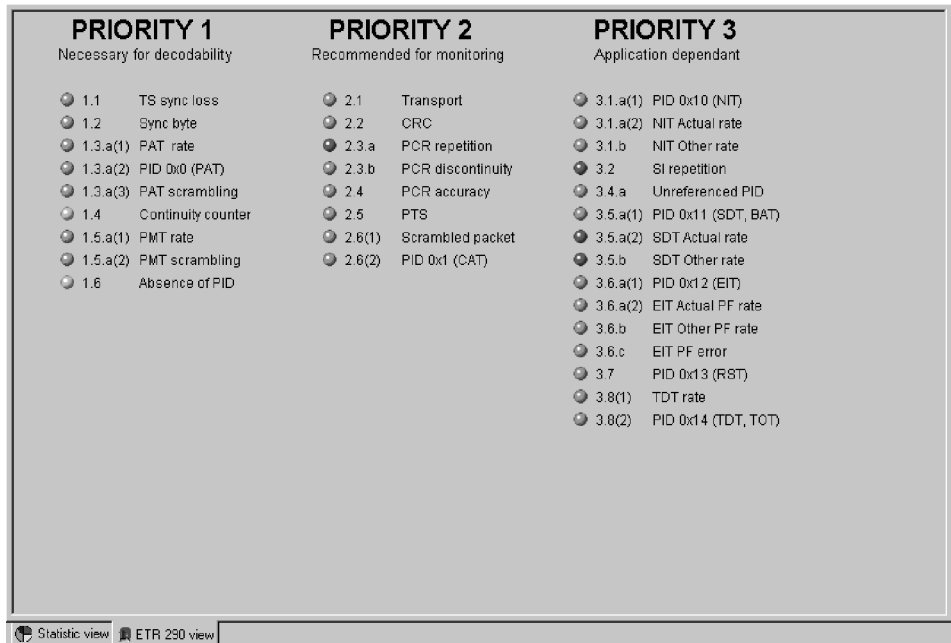 PRIORITY 1
Necessary for decodability
1.1 TS sync loss
1.2 Sync byte
1.3.a(1) PAT rate
1.3.a(2) PID 0x0 (PAT)
1.3.a(3) PAT scrambling
1.4 Continuity counter
1.5.a(1) PMT rate
1.5.a(2) PMT scrambling
1.6 Absence of PID
PRIORITY 2
Recommended for monitoring
2.1 Transport
2.2 CRC
2.3.a PCR repetition
2.3.b PCR discontinuity
2.4 PCR accuracy
2.5 PTS
2.6(1) Scrambled packet
2.6(2) PID 0x1 (CAT)
PRIORITY 3
Application dependant
3.1.a(1) PID 0x10 (NIT)
3.1.a(2) NIT Actual rate
3.1.b NIT Other rate
3.2 SI repetition
3.4.a Unreferenced PID
3.5.a(1) PID 0x11 (SDT, BAT)
3.5.a(2) SDT Actual rate
3.5.b SDT Other rate
3.6.a(1) PID 0x12 (EIT)
3.6.a(2) EIT Actual PF rate
3.6.b EIT Other PF rate
3.6.c EIT PF error
3.7 PID 0x13 (RST)
3.8(1) TDT rate
3.8(2) PID 0x14 (TDT, TOT)
Statistic view
ETR 290 view